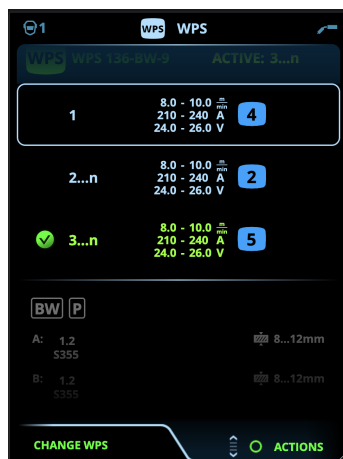 1 WPS WPS
WPS WPS 136-BW-9 ACTIVE: 3...n
1 8.0 - 10.0 m/min 4
210 - 240 A
24.0 - 26.0 V
2...n 8.0 - 10.0 m/min 2
210 - 240 A
24.0 - 26.0 V
3...n 8.0 - 10.0 m/min 5
210 - 240 A
24.0 - 26.0 V
BW P
A: 1.2 8...12mm
S355
B: 1.2 8...12mm
S355
CHANGE WPS ACTIONS